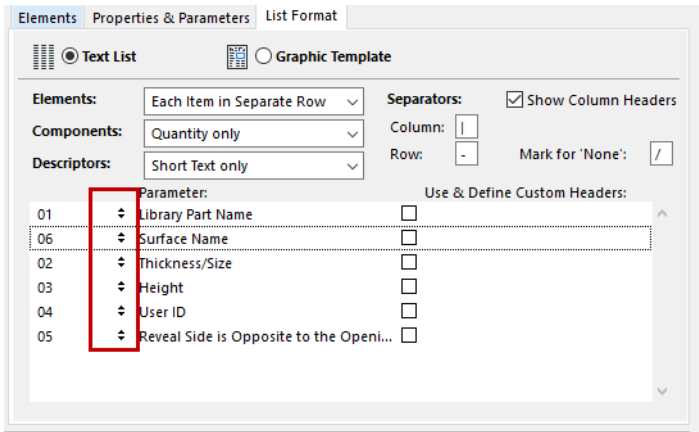 Elements Properties & Parameters List Format
Text List Graphic Template
Elements: Each Item in Separate Row Separators: Show Column Headers
Components: Quantity only Column: |
Descriptors: Short Text only Row: - Mark for 'None': /
Parameter: Use & Define Custom Headers:
01 Library Part Name
06 Surface Name
02 Thickness/Size
03 Height
04 User ID
05 Reveal Side is Opposite to the Openi...